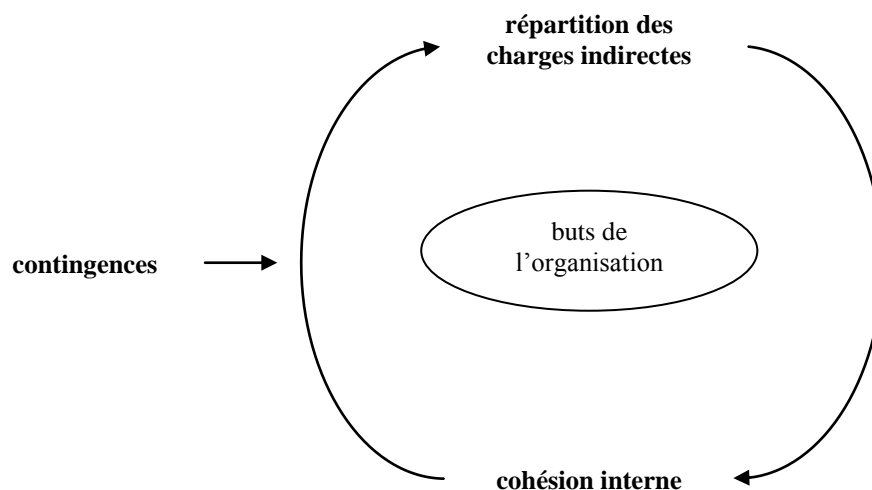 répartition des
charges indirectes
buts de
l’organisation
contingences
cohésion interne